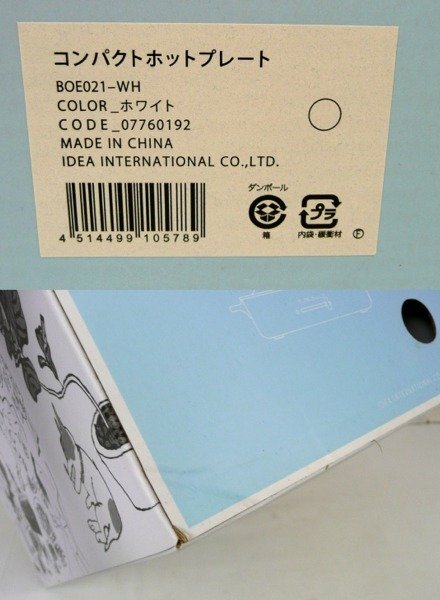 コンパクトホットプレート
BOE021-WH
COLOR_ホワイト
CODE_07760192
MADE IN CHINA
IDEA INTERNATIONAL CO.,LTD.
ダンボール
箱
プラ
内袋・緩衝材
F
4 514499 105789